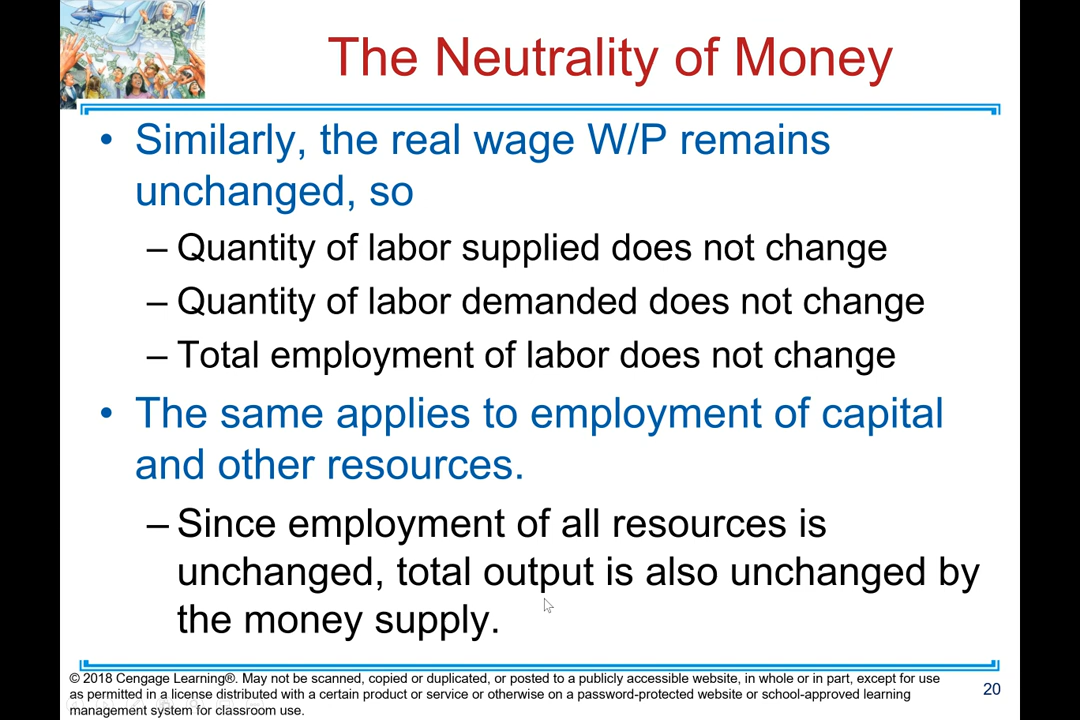 The Neutrality of Money
• Similarly, the real wage W/P remains
unchanged, so
– Quantity of labor supplied does not change
– Quantity of labor demanded does not change
– Total employment of labor does not change
• The same applies to employment of capital
and other resources.
– Since employment of all resources is
unchanged, total output is also unchanged by
the money supply.
© 2018 Cengage Learning®. May not be scanned, copied or duplicated, or posted to a publicly accessible website, in whole or in part, except for use
as permitted in a license distributed with a certain product or service or otherwise on a password-protected website or school-approved learning
management system for classroom use.
20